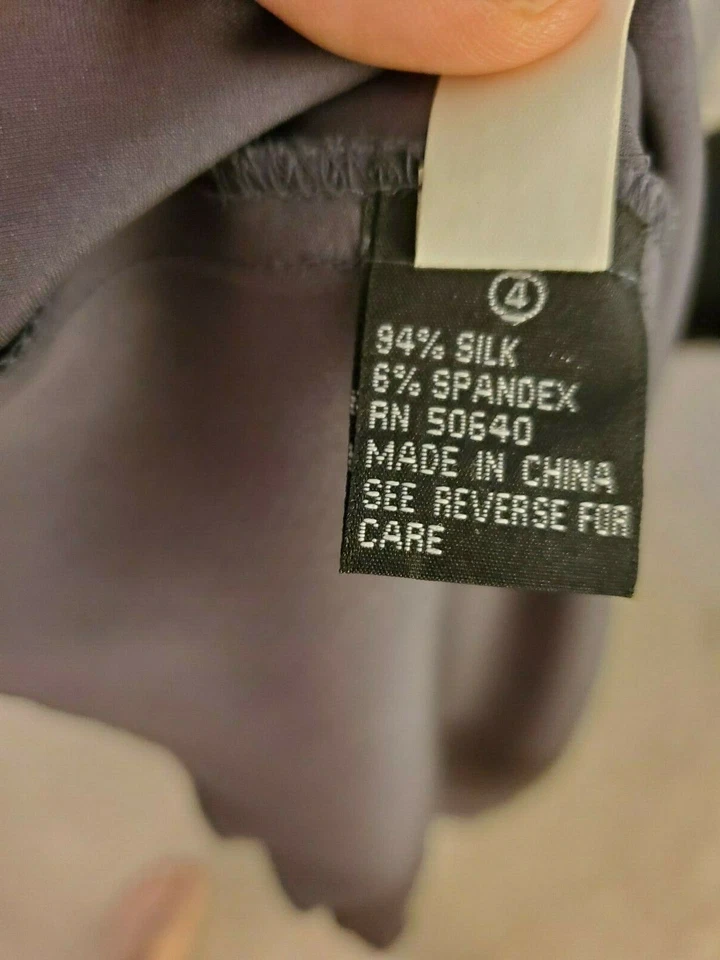 4
94% SILK
6% SPANDEX
RN 50640
MADE IN CHINA
SEE REVERSE FOR
CARE